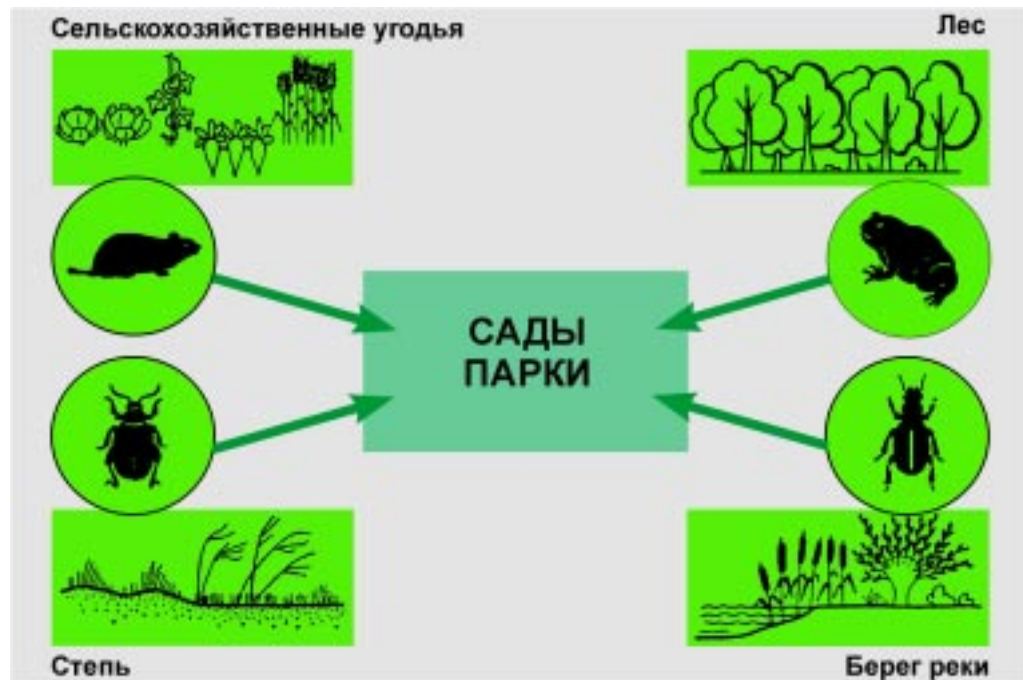 Сельскохозяйственные угодья
Лес
САДЫ
ПАРКИ
Степь
Берег реки